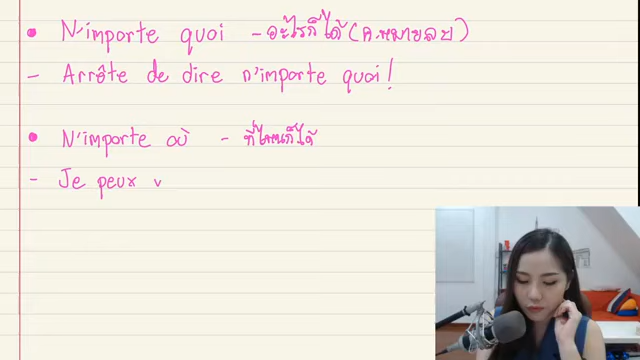 • N'importe quoi - อะไรก็ได้ (ค.หมายลบ)
- Arrête de dire n'importe quoi!
• N'importe où - ที่ไหนก็ได้
- Je peux v